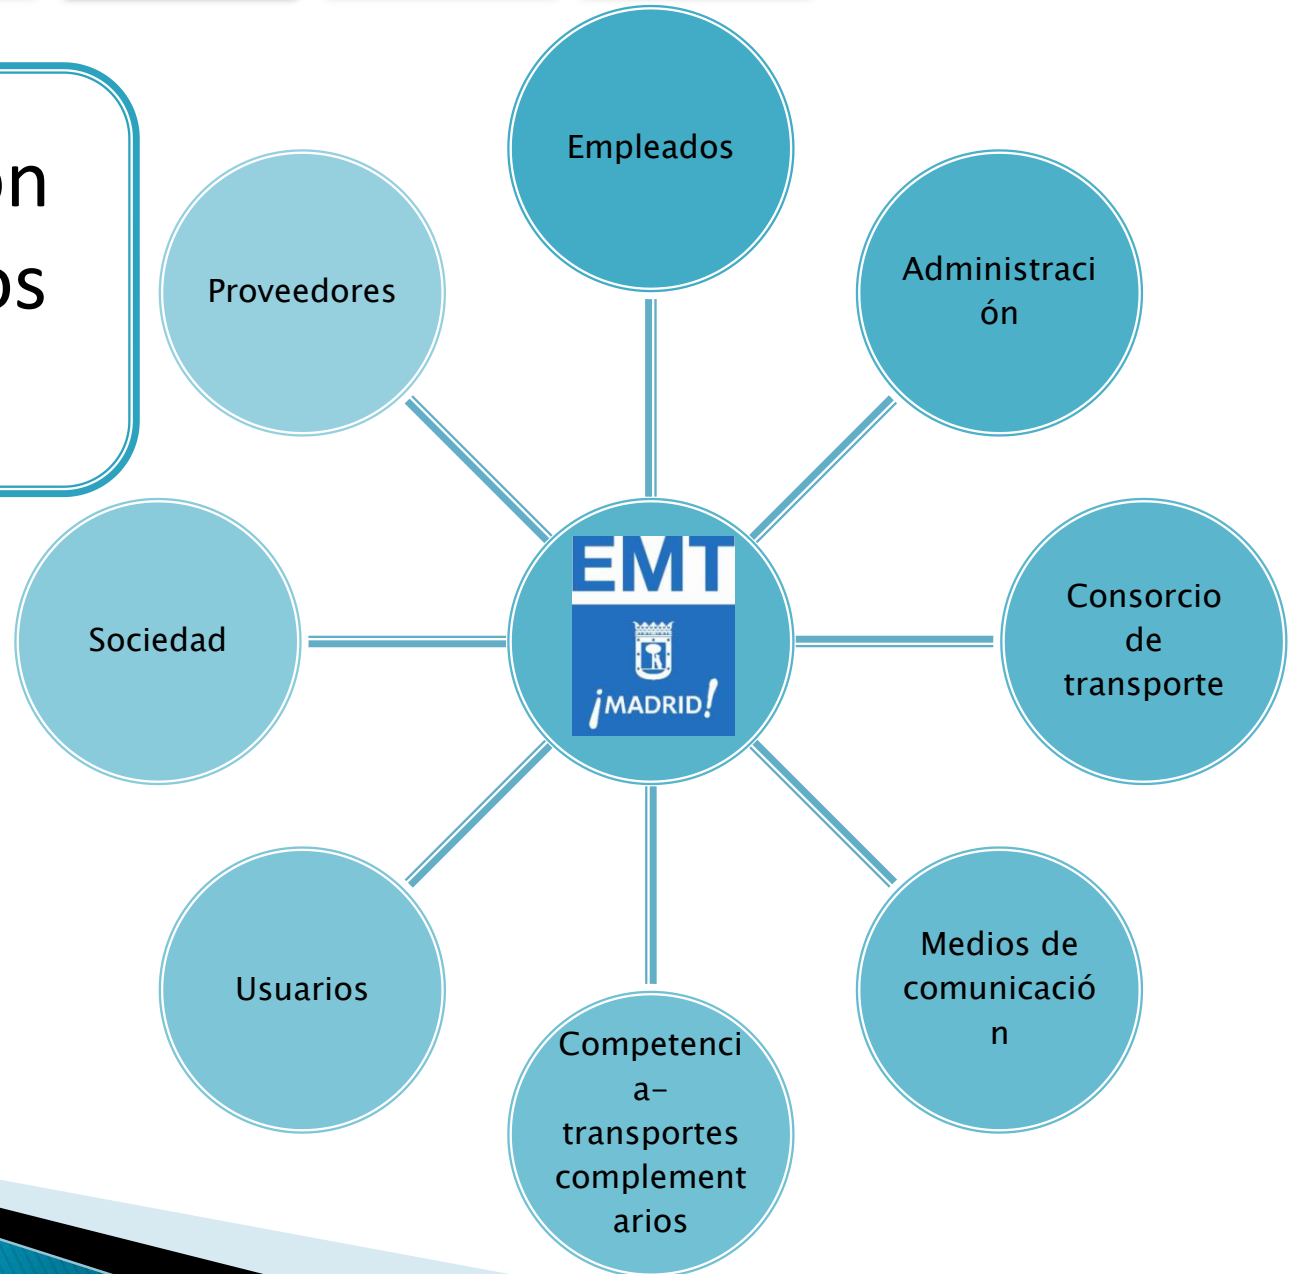 Empleados
Administraci
ón
Proveedores
EMT
¡MADRID!
Consorcio
de
transporte
Sociedad
Medios de
comunicació
n
Usuarios
Competenci
a-
transportes
complement
arios